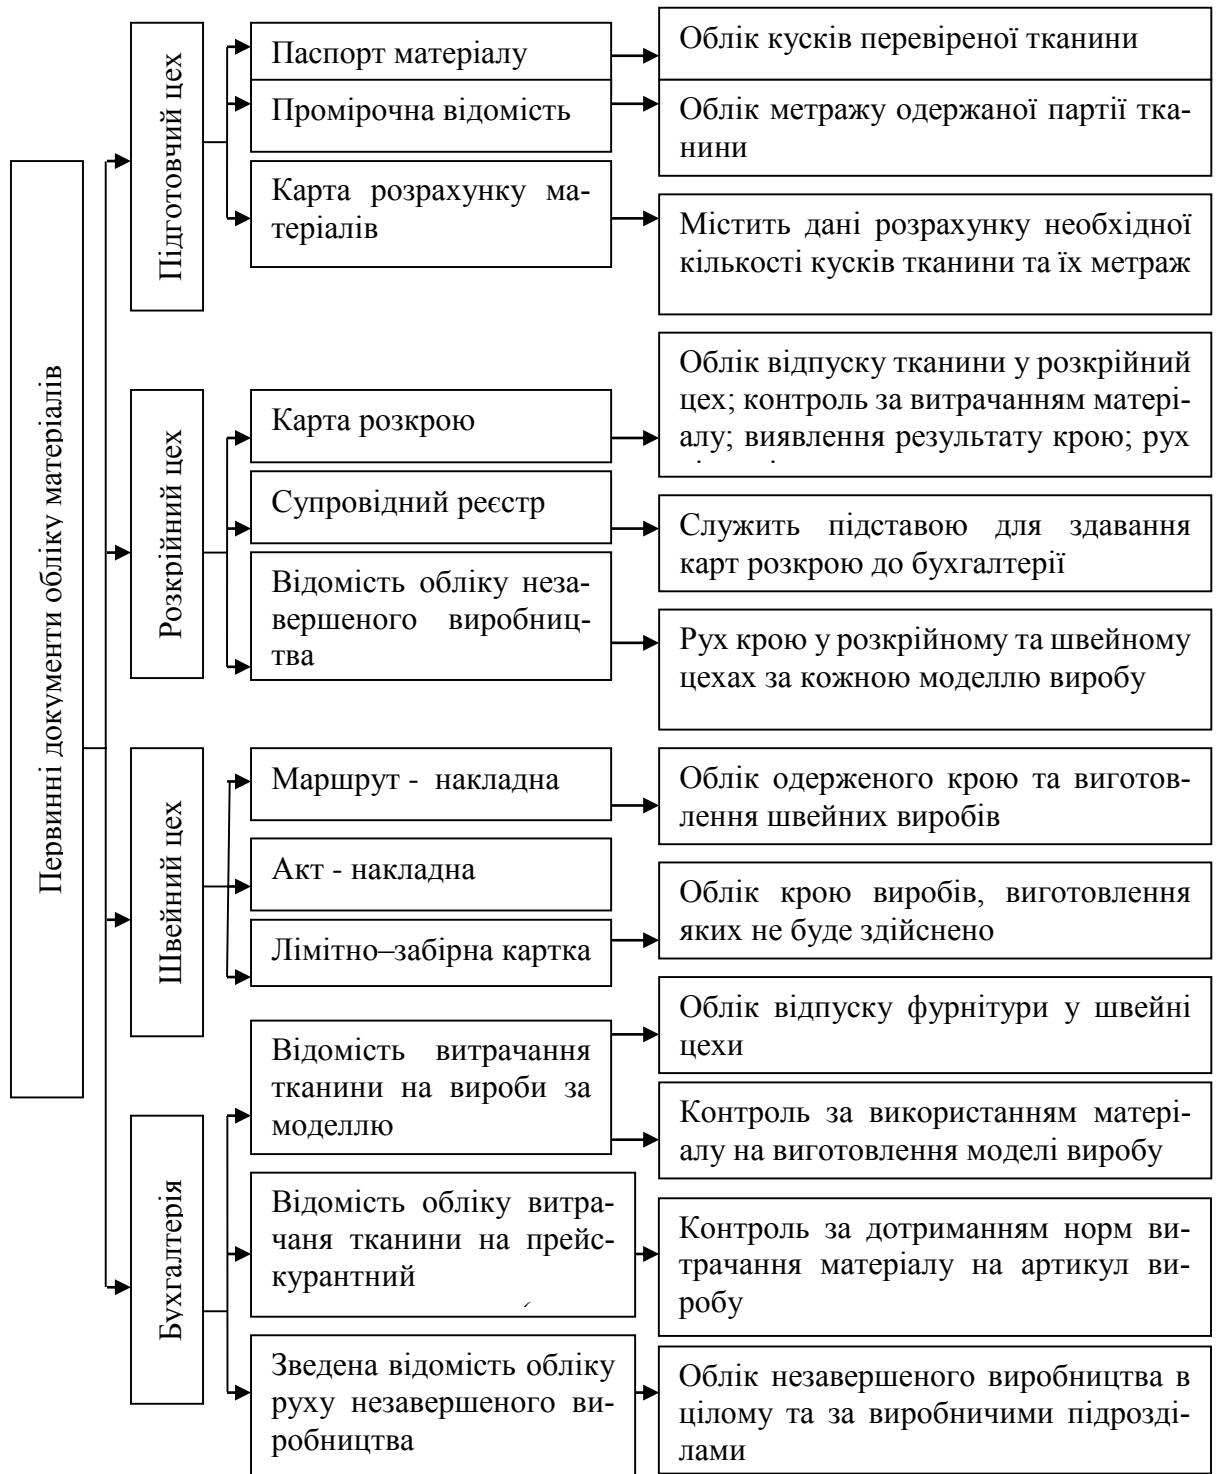 Первинні документи обліку матеріалів
Підготовчий цех
Паспорт матеріалу
Облік кусків перевіреної тканини
Промірочна відомість
Облік метражу одержаної партії тка-
нини
Карта розрахунку ма-
теріалів
Містить дані розрахунку необхідної
кількості кусків тканини та їх метраж
Розкрійний цех
Карта розкрою
Облік відпуску тканини у розкрійний
цех; контроль за витрачанням матері-
алу; виявлення результату крою; рух
Супровідний реєстр
Служить підставою для здавання
карт розкрою до бухгалтерії
Відомість обліку неза-
вершеного виробниц-
тва
Рух крою у розкрійному та швейному
цехах за кожною моделлю виробу
Швейний цех
Маршрут - накладна
Облік одерженого крою та виготов-
лення швейних виробів
Акт - накладна
Облік крою виробів, виготовлення
яких не буде здійснено
Лімітно–забірна картка
Облік відпуску фурнітури у швейні
цехи
Бухгалтерія
Відомість витрачання
тканини на вироби за
моделлю
Контроль за використанням матері-
алу на виготовлення моделі виробу
Відомість обліку витра-
чаня тканини на прейс-
курантний
Контроль за дотриманням норм ви-
трачання матеріалу на артикул ви-
робу
Зведена відомість обліку
руху незавершеного ви-
робництва
Облік незавершеного виробництва в
цілому та за виробничими підрозді-
лами